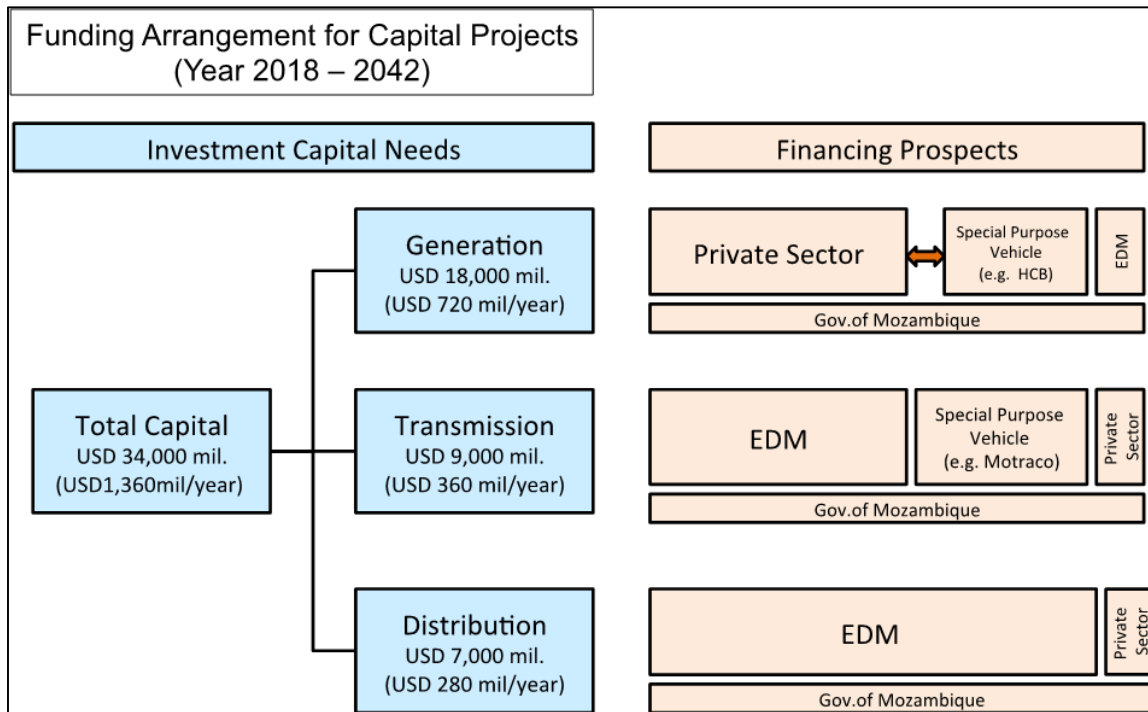 Funding Arrangement for Capital Projects
(Year 2018 – 2042)
Investment Capital Needs
Financing Prospects
Generation
USD 18,000 mil.
(USD 720 mil/year)
Private Sector
Special Purpose
Vehicle
(e.g. HCB)
EDM
Gov.of Mozambique
Total Capital
USD 34,000 mil.
(USD1,360mil/year)
Transmission
USD 9,000 mil.
(USD 360 mil/year)
EDM
Special Purpose
Vehicle
(e.g. Motraco)
Private
Sector
Gov.of Mozambique
Distribution
USD 7,000 mil.
(USD 280 mil/year)
EDM
Private
Sector
Gov.of Mozambique